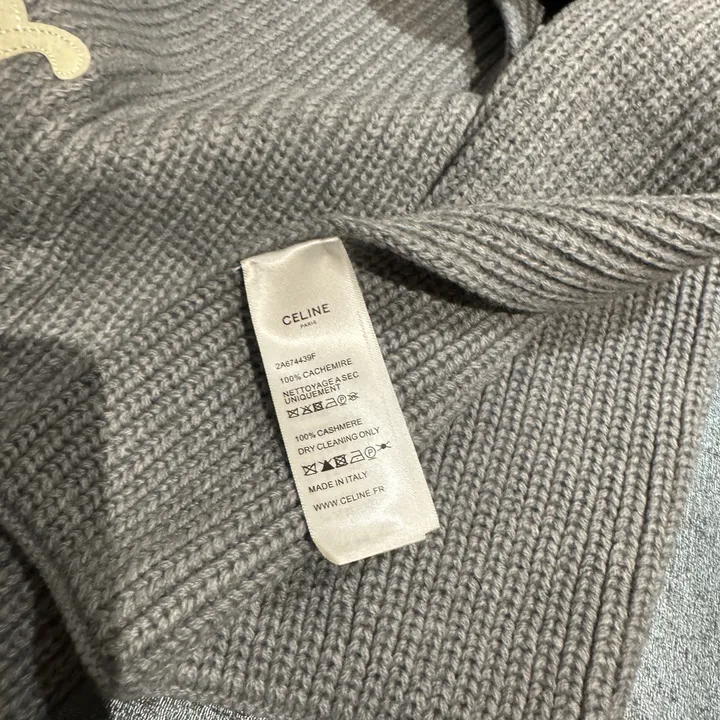 CELINE
PARIS
2A674439F
100% CACHEMIRE
NETTOYAGE A SEC
UNIQUEMENT
100% CASHMERE
DRY CLEANING ONLY
MADE IN ITALY
WWW.CELINE.FR